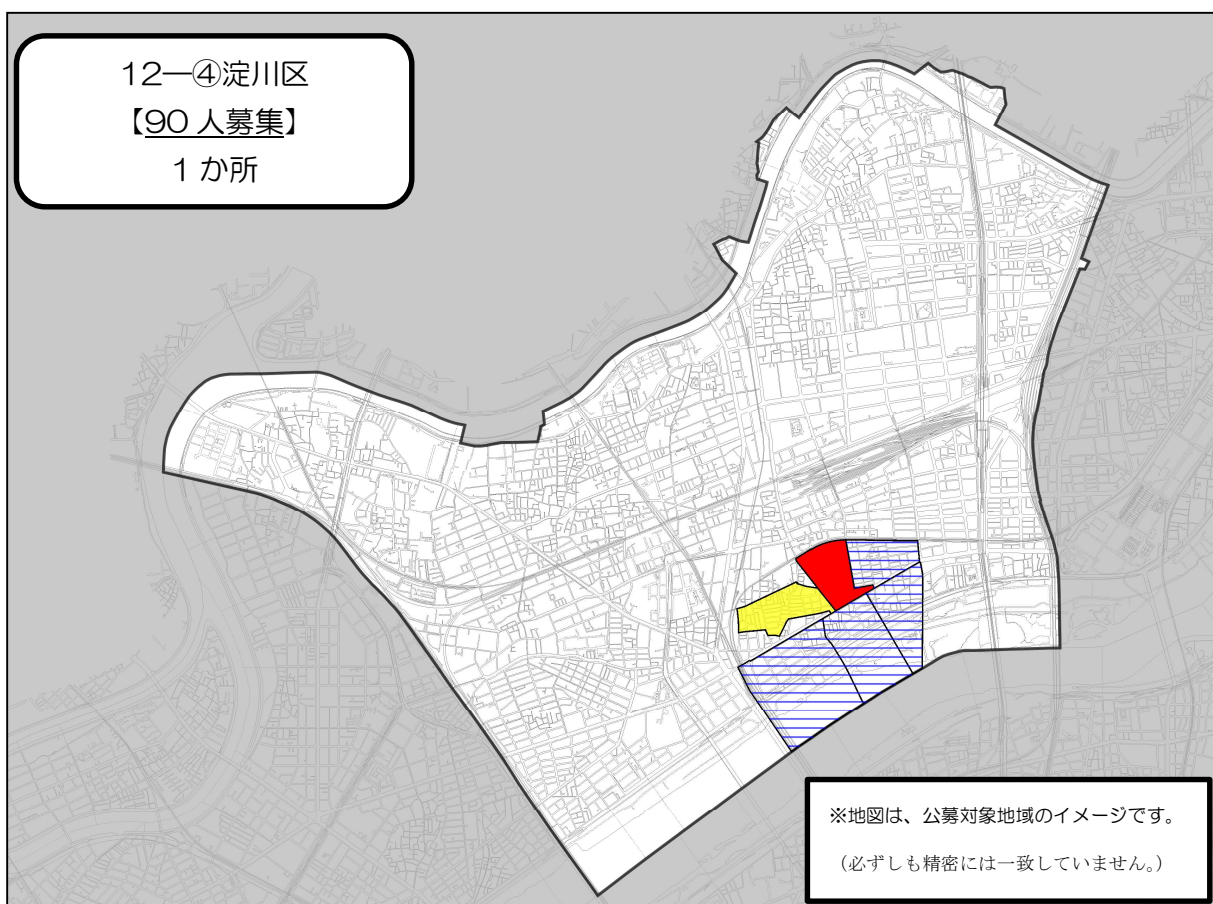 12―④淀川区
【90人募集】
1か所
※地図は、公募対象地域のイメージです。
（必ずしも精密には一致していません。）